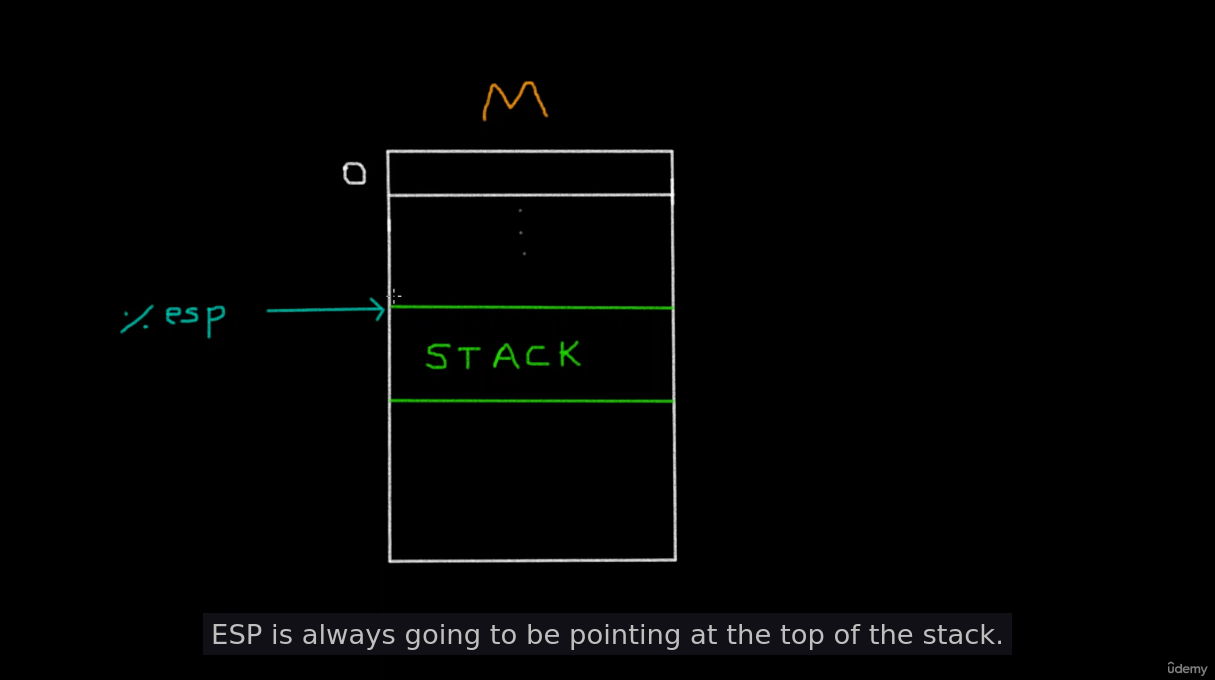 M
0
% esp
STACK
ESP is always going to be pointing at the top of the stack.
ûdemy